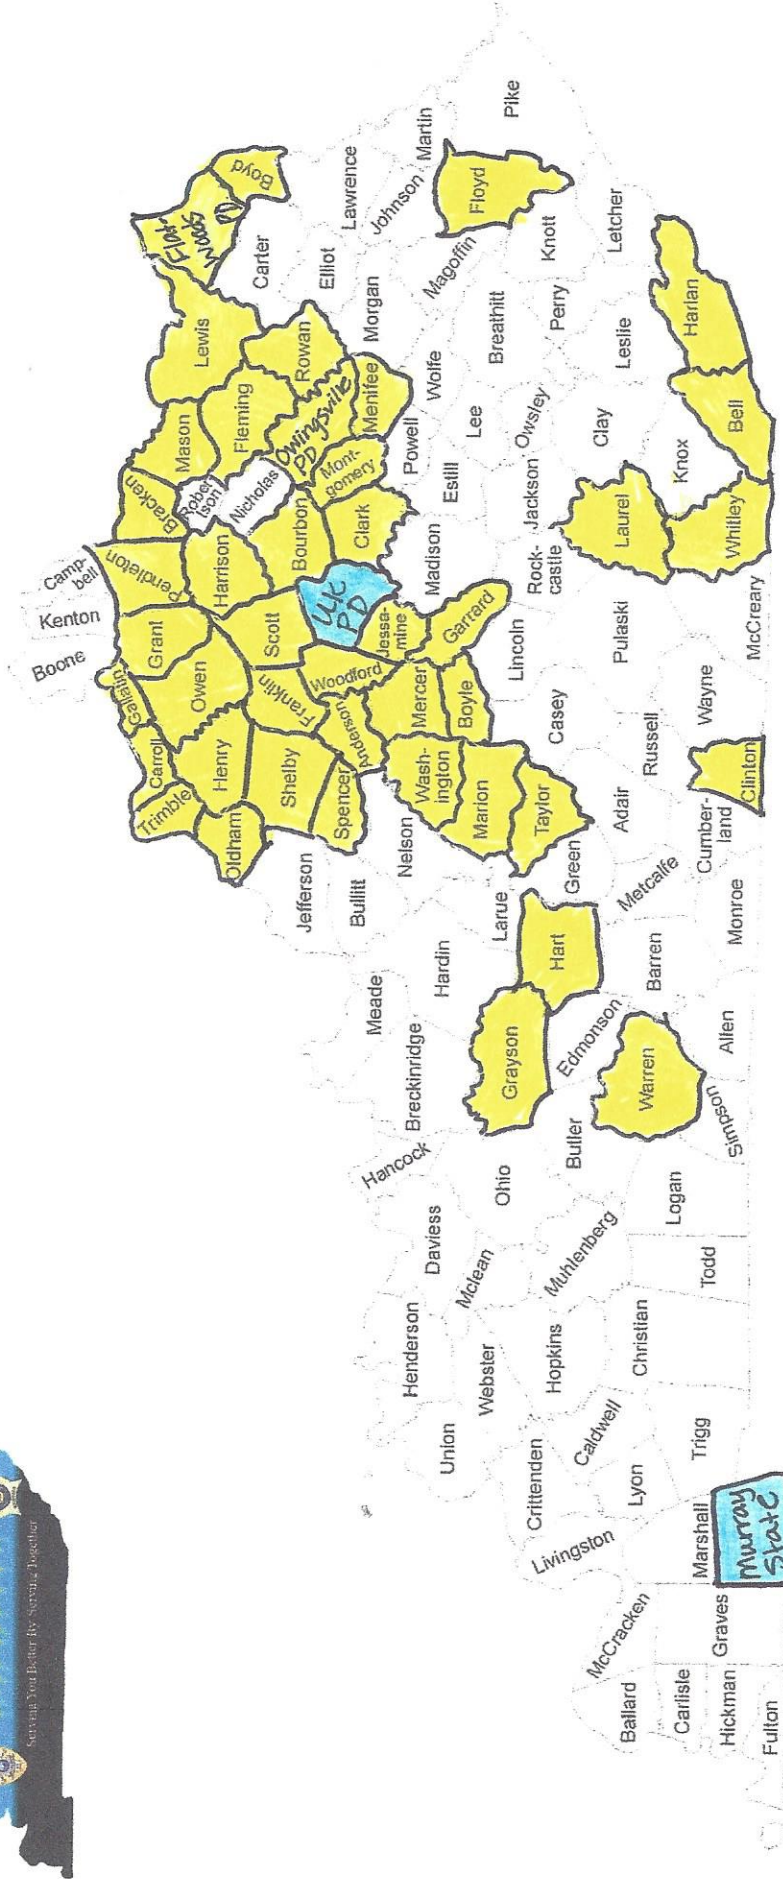 Serving You Better By Serving Together
Boone
Kenton
Camp-
bell
Gallatin
Grant
Pendleton
Bracken
Trimble
Carroll
Owen
Harrison
Rober
tson
Mason
Lewis
Flat-
woods
PD
Boyd
Oldham
Henry
Scott
Nicholas
Fleming
Carter
Shelby
Franklin
Bourbon
Owingsville
PD
Rowan
Elliot
Lawrence
Jefferson
Spencer
Anderson
Woodford
UK
PD
Clark
Mont-
gomery
Menifee
Morgan
Johnson
Martin
Bullitt
Nelson
Wash-
ington
Mercer
Jessa-
mine
Madison
Powell
Wolfe
Magoffin
Floyd
Pike
Meade
Hardin
Larue
Marion
Boyle
Garrard
Estill
Lee
Breathitt
Knott
Hancock
Breckinridge
Grayson
Hart
Green
Taylor
Casey
Lincoln
Rock-
castle
Jackson
Owsley
Perry
Letcher
Henderson
Daviess
Ohio
Edmonson
Adair
Russell
Pulaski
Laurel
Clay
Leslie
Union
Webster
Mclean
Butler
Barren
Metcalfe
Cumber-
land
Clinton
Wayne
McCreary
Whitley
Knox
Bell
Harlan
Crittenden
Hopkins
Muhlenberg
Warren
Monroe
Livingston
Caldwell
Lyon
Christian
Todd
Logan
Simpson
Allen
McCracken
Marshall
Trigg
Ballard
Carlisle
Graves
Murray
State
Hickman
Fulton